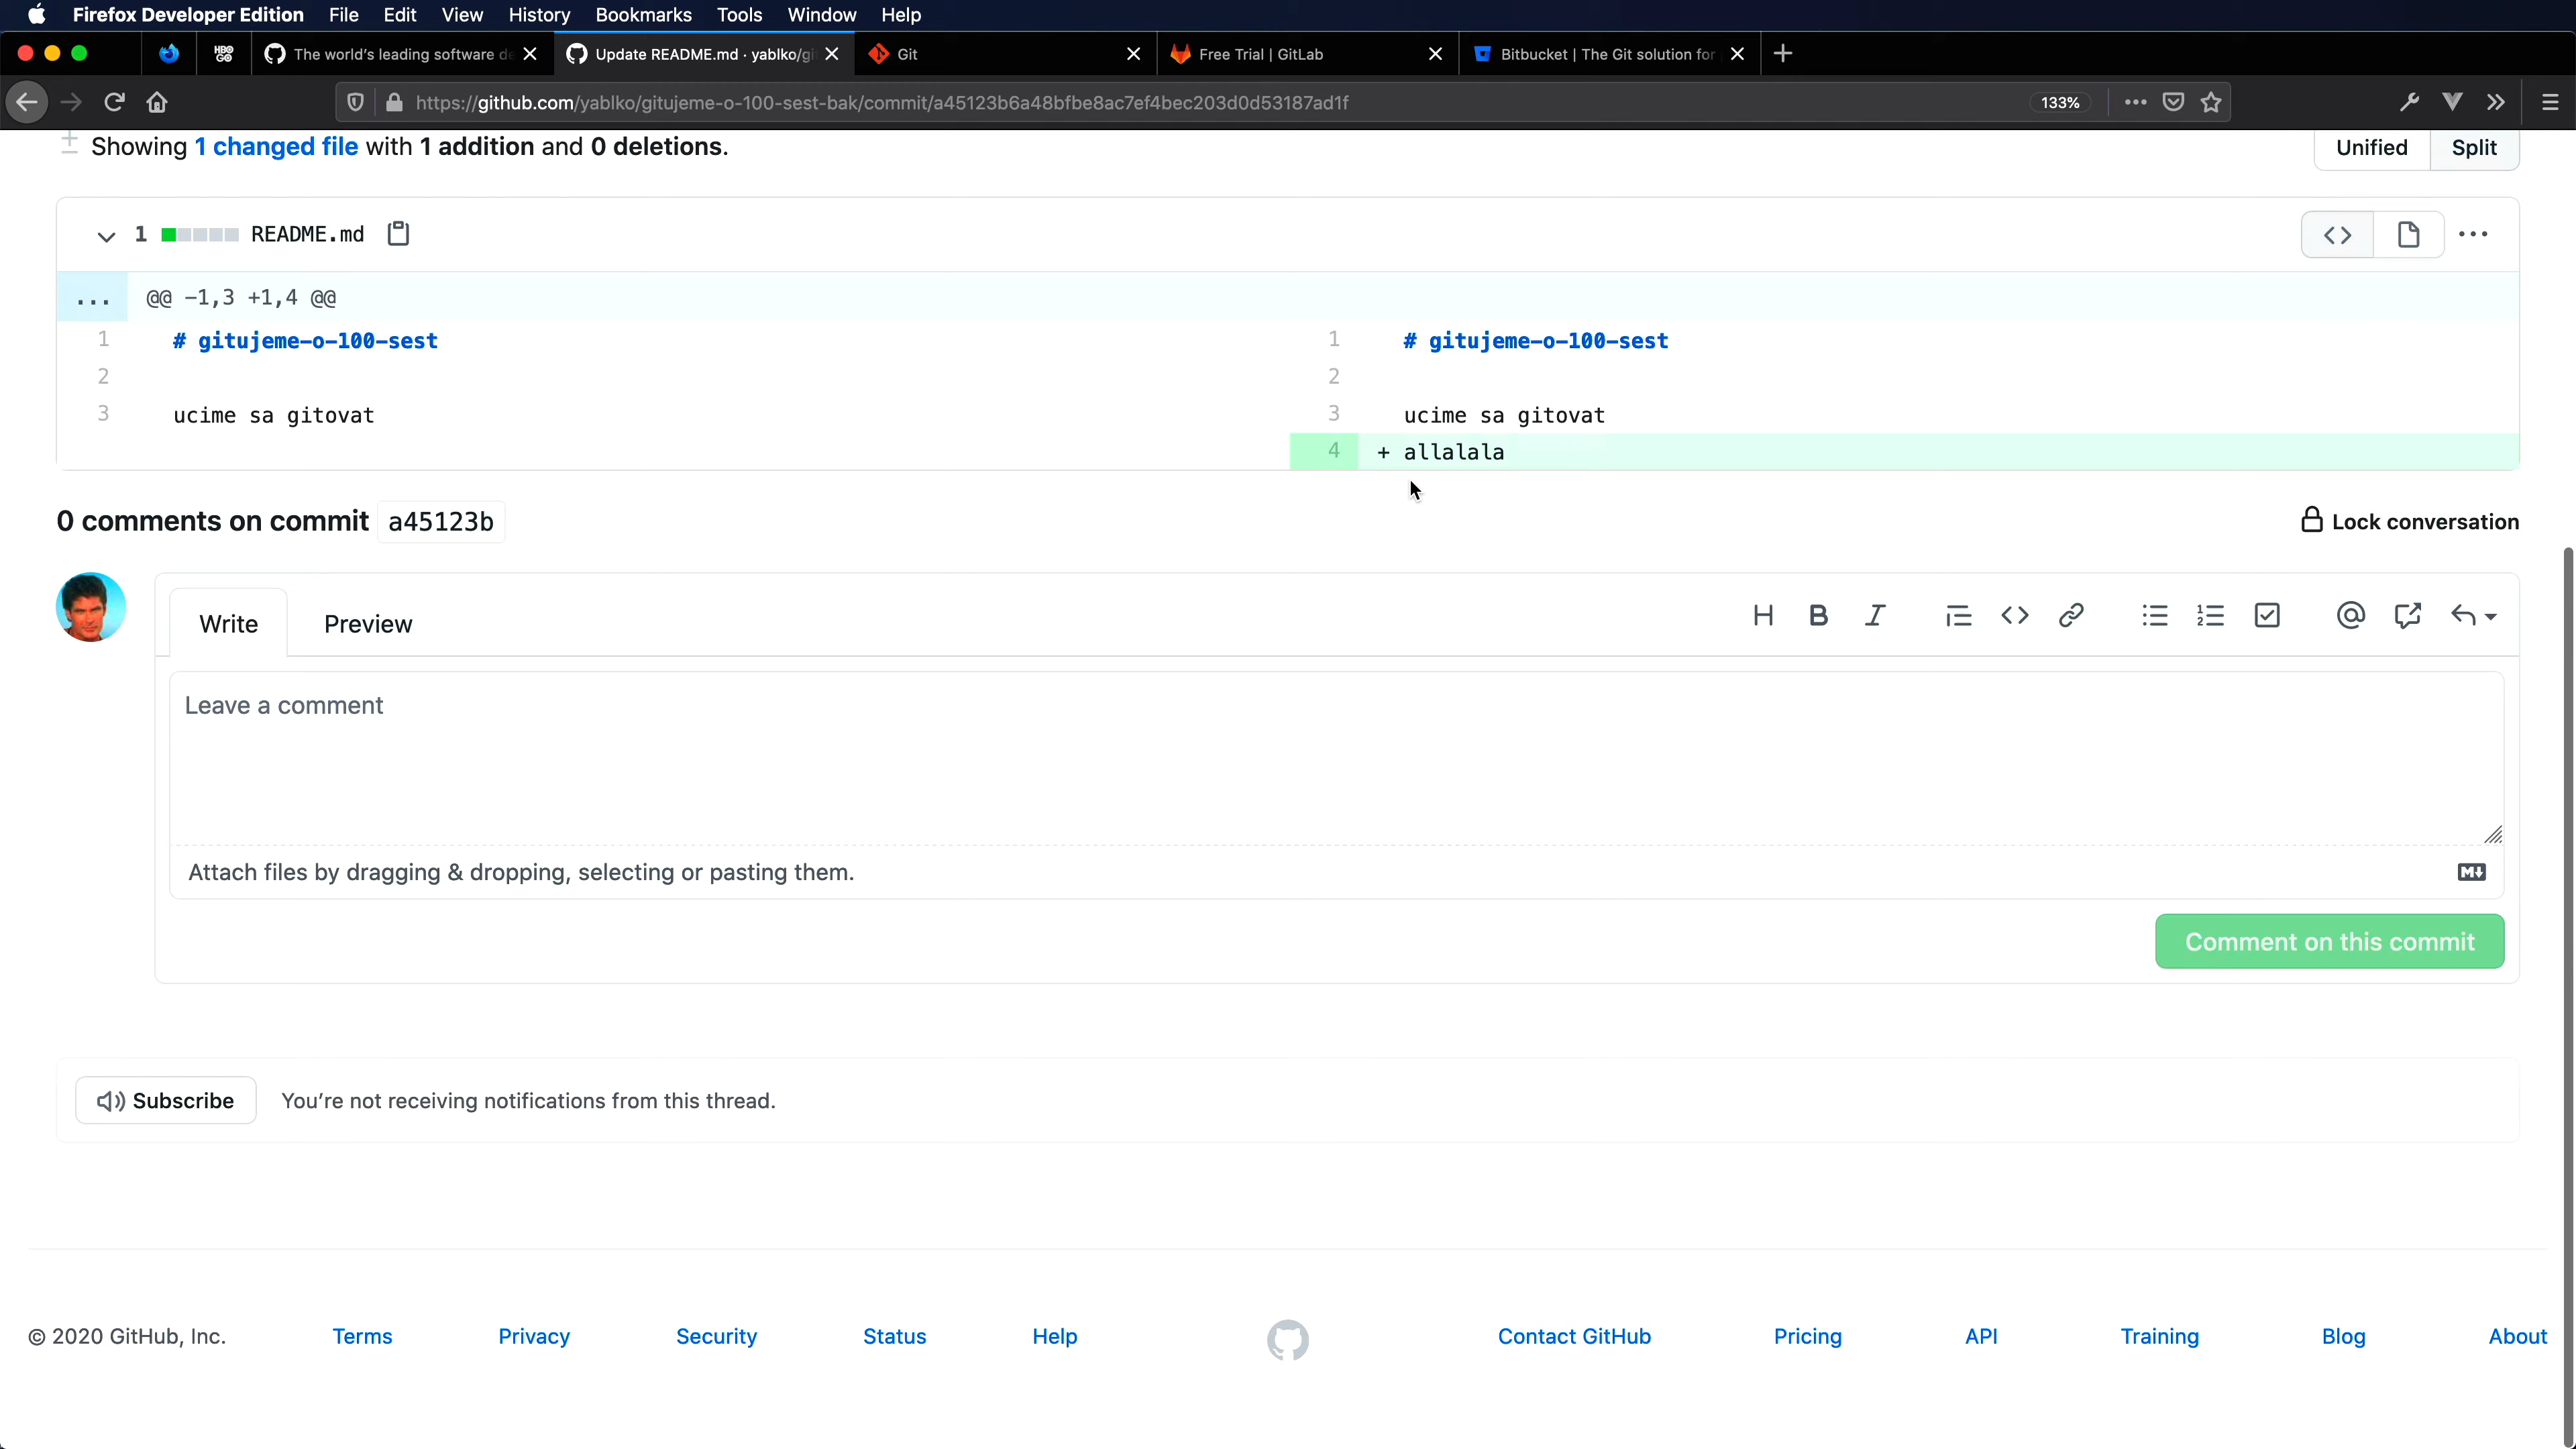 Firefox Developer Edition File Edit View History Bookmarks Tools Window Help
HBO GO The world's leading software de Update README.md · yablko/gi Git Free Trial | GitLab Bitbucket | The Git solution for
https://github.com/yablko/gitujeme-o-100-sest-bak/commit/a45123b6a48bfbe8ac7ef4bec203d0d53187ad1f 133%
Showing 1 changed file with 1 addition and 0 deletions. Unified Split
1 README.md
... @@ -1,3 +1,4 @@
1 # gitujeme-o-100-sest 1 # gitujeme-o-100-sest
2 2
3 ucime sa gitovat 3 ucime sa gitovat
4 + allalala
0 comments on commit a45123b Lock conversation
Write Preview
Leave a comment
Attach files by dragging & dropping, selecting or pasting them.
Comment on this commit
Subscribe You're not receiving notifications from this thread.
© 2020 GitHub, Inc. Terms Privacy Security Status Help Contact GitHub Pricing API Training Blog About